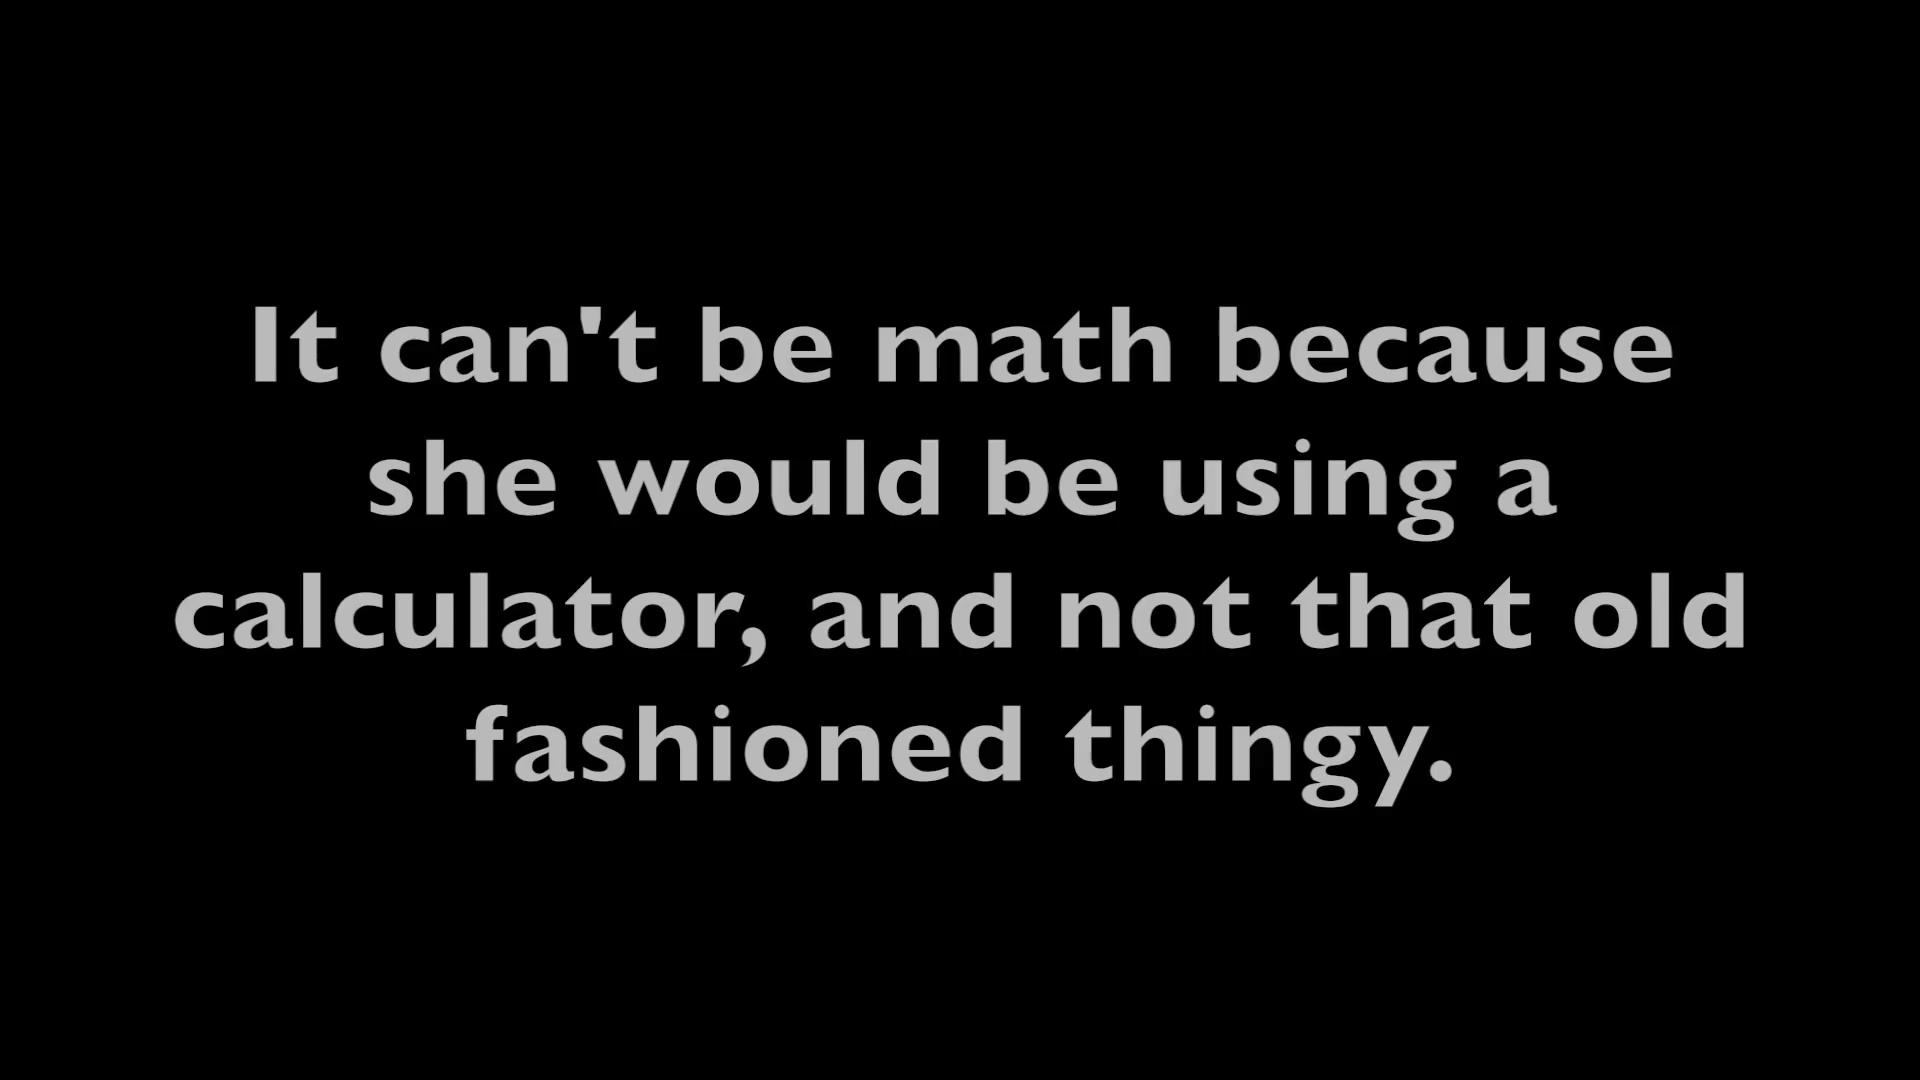 It can't be math because
she would be using a
calculator, and not that old
fashioned thingy.